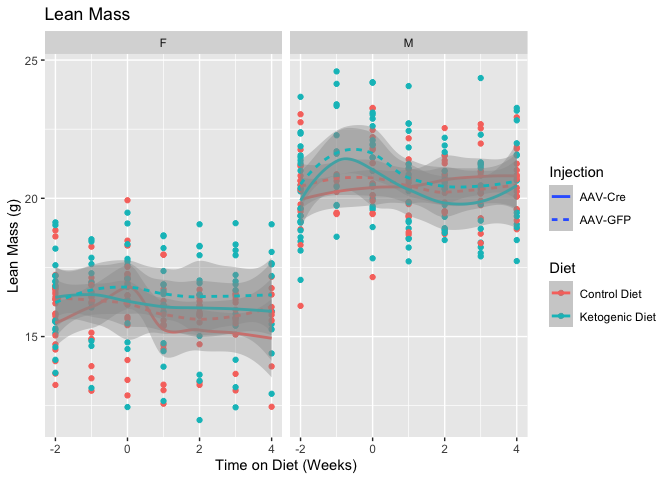 Lean Mass
F
M
25
20
15
Lean Mass (g)
-2
0
2
4
-2
0
2
4
Time on Diet (Weeks)
Injection
AAV-Cre
AAV-GFP
Diet
Control Diet
Ketogenic Diet